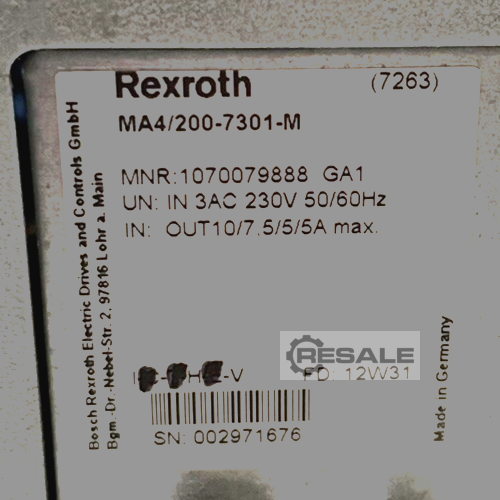 Rexroth (7263)
MA4/200-7301-M
MNR:1070079888 GA1
UN: IN 3AC 230V 50/60Hz
IN: OUT10/7,5/5/5A max.
RESALE
-V FD: 12W31
SN: 002971676
Bosch Rexroth Electric Drives and Controls GmbH
Bgm.-Dr.-Nebel-Str. 2, 97816 Lohr a. Main
Made in Germany